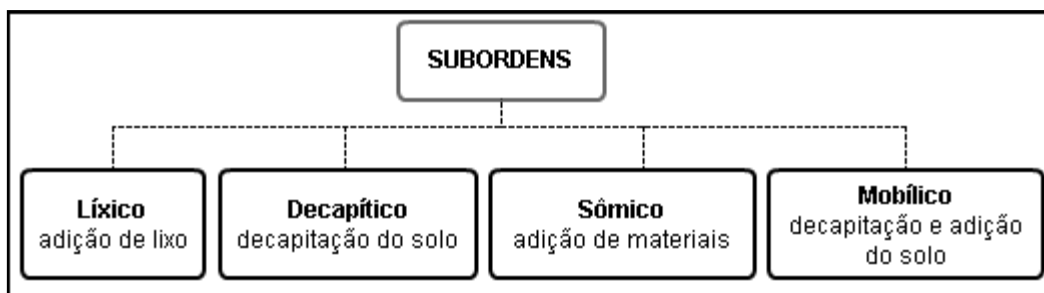 SUBORDENS
Líxico
adição de lixo
Decapítico
decapitação do solo
Sômico
adição de materiais
Mobílico
decapitação e adição
do solo